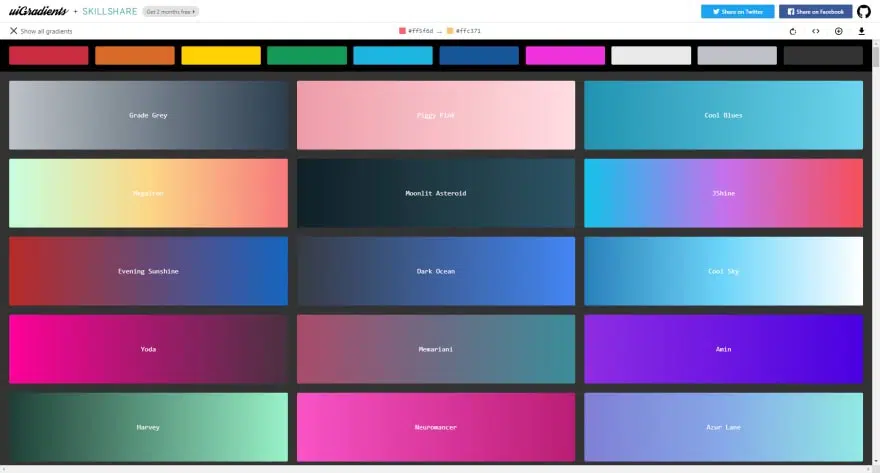 uiGradients + SKILLSHARE Get 2 months free Share on Twitter Share on Facebook
Show all gradients #ff5f6d → #ffc371
Grade Grey Piggy Pink Cool Blues
Megatron Moonlit Asteroid JShine
Evening Sunshine Dark Ocean Cool Sky
Yoda Memariani Amin
Harvey Neuromancer Azur Lane